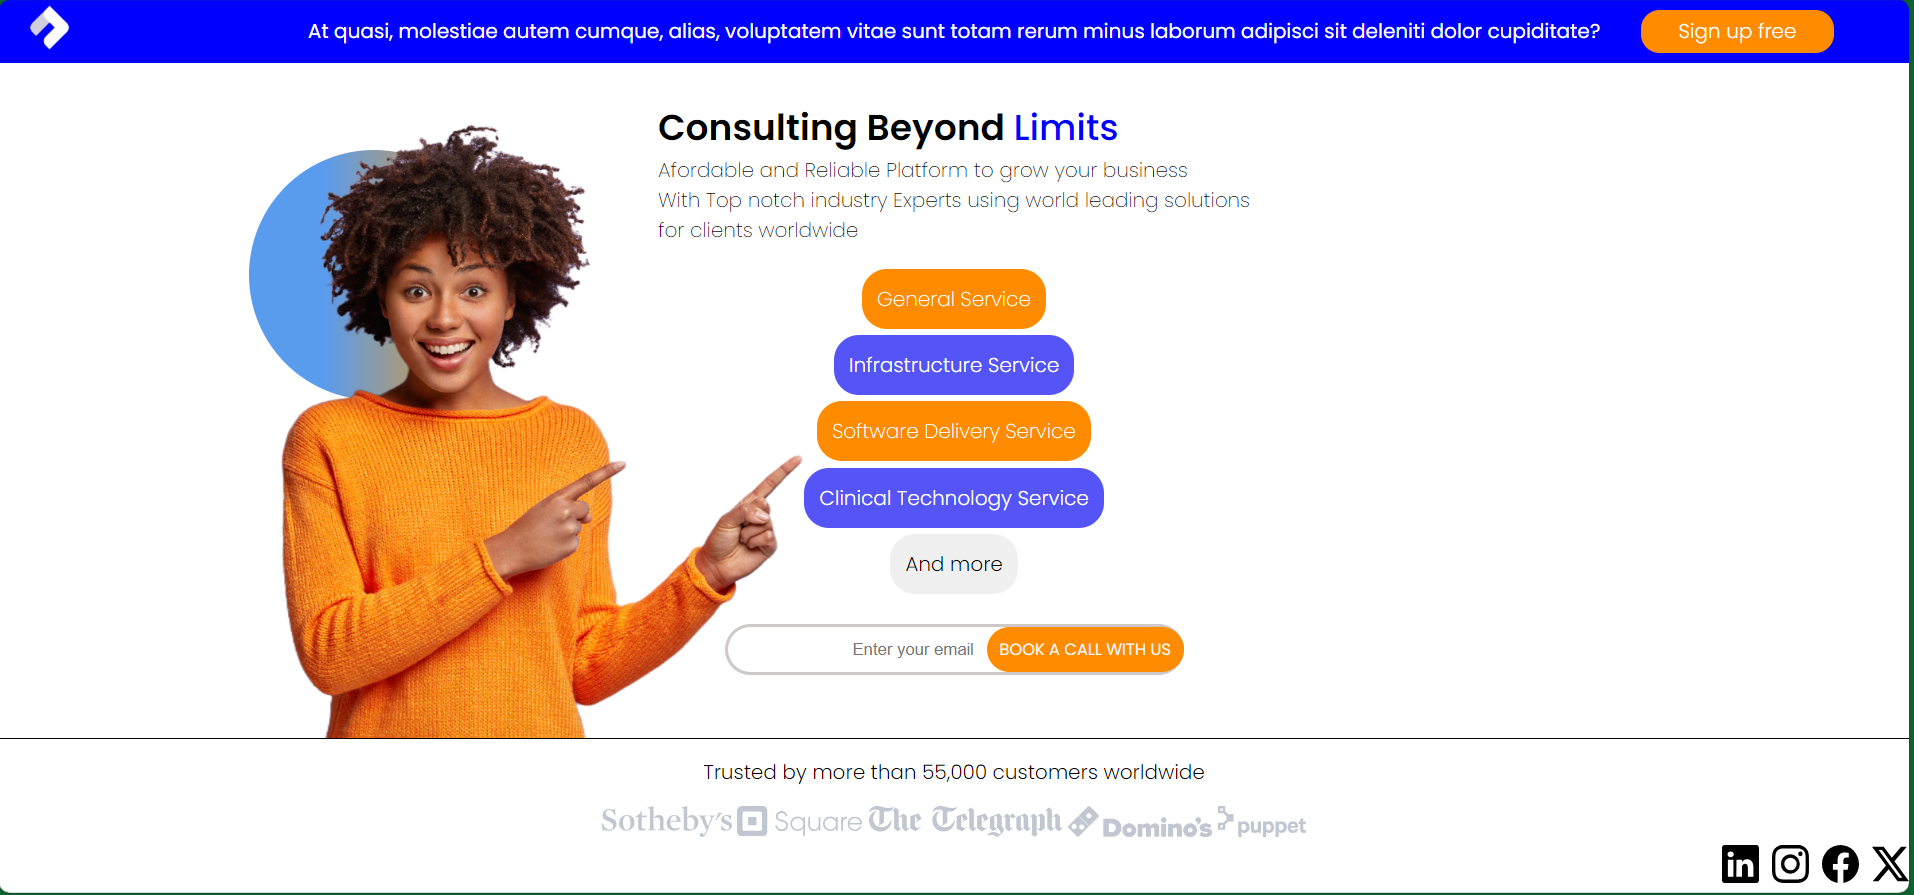 At quasi, molestiae autem cumque, alias, voluptatem vitae sunt totam rerum minus laborum adipisci sit deleniti dolor cupiditate?
Sign up free
Consulting Beyond Limits
Afordable and Reliable Platform to grow your business
With Top notch industry Experts using world leading solutions
for clients worldwide
General Service
Infrastructure Service
Software Delivery Service
Clinical Technology Service
And more
Enter your email
BOOK A CALL WITH US
Trusted by more than 55,000 customers worldwide
Sotheby's Square The Telegraph Domino's puppet
in